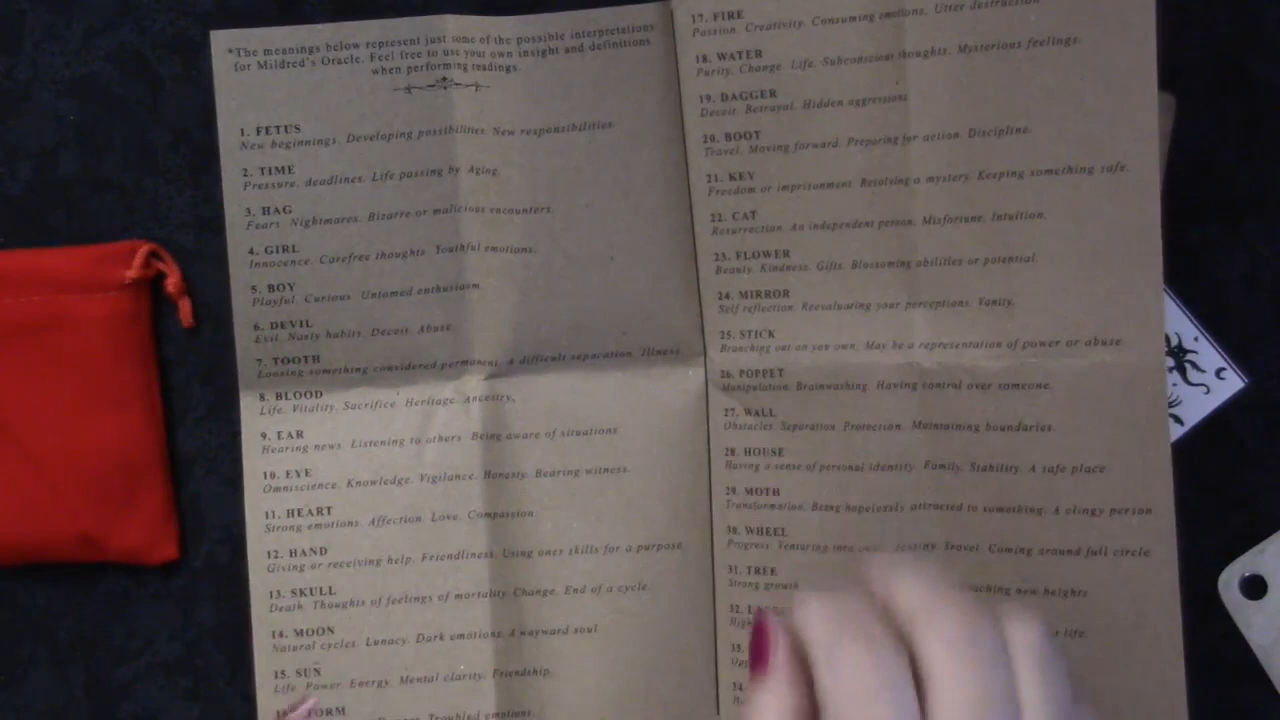 *The meanings below represent just some of the possible interpretations
for Mildred's Oracle. Feel free to use your own insight and definitions
when performing readings.
1. FETUS
New beginnings. Developing possibilities. New responsibilities.
2. TIME
Pressure, deadlines. Life passing by. Aging.
3. HAG
Fears. Nightmares. Bizarre or malicious encounters.
4. GIRL
Innocence. Carefree thoughts. Youthful emotions.
5. BOY
Playful. Curious. Untamed enthusiasm.
6. DEVIL
Evil. Nasty habits. Deceit. Abuse.
7. TOOTH
Loosing something considered permanent. A difficult separation. Illness.
8. BLOOD
Life. Vitality. Sacrifice. Heritage. Ancestry.
9. EAR
Hearing news. Listening to others. Being aware of situations.
10. EYE
Omniscience. Knowledge. Vigilance. Honesty. Bearing witness.
11. HEART
Strong emotions. Affection. Love. Compassion.
12. HAND
Giving or receiving help. Friendliness. Using ones skills for a purpose.
13. SKULL
Death. Thoughts of feelings of mortality. Change. End of a cycle.
14. MOON
Natural cycles. Lunacy. Dark emotions. A wayward soul.
15. SUN
Life. Power. Energy. Mental clarity. Friendship.
Troubled emotions.
17. FIRE
Passion. Creativity. Consuming emotions. Utter destruction
18. WATER
Purity. Change. Life. Subconscious thoughts. Mysterious feelings.
19. DAGGER
Deceit. Betrayal. Hidden aggressions.
20. BOOT
Travel. Moving forward. Preparing for action. Discipline.
21. KEY
Freedom or imprisonment. Resolving a mystery. Keeping something safe.
22. CAT
Resurrection. An independent person. Misfortune. Intuition.
23. FLOWER
Beauty. Kindness. Gifts. Blossoming abilities or potential.
24. MIRROR
Self reflection. Reevaluating your perceptions. Vanity.
25. STICK
Branching out on your own. May be a representation of power or abuse.
26. POPPET
Manipulation. Brainwashing. Having control over someone.
27. WALL
Obstacles. Separation. Protection. Maintaining boundaries.
28. HOUSE
Having a sense of personal identity. Family. Stability. A safe place.
29. MOTH
Transformation. Being hopelessly attracted to something. A clingy person.
30. WHEEL
Progress. Venturing into destiny. Travel. Coming around full circle.
31. TREE
Strong growth new heights.
32.
life.
33.
34.